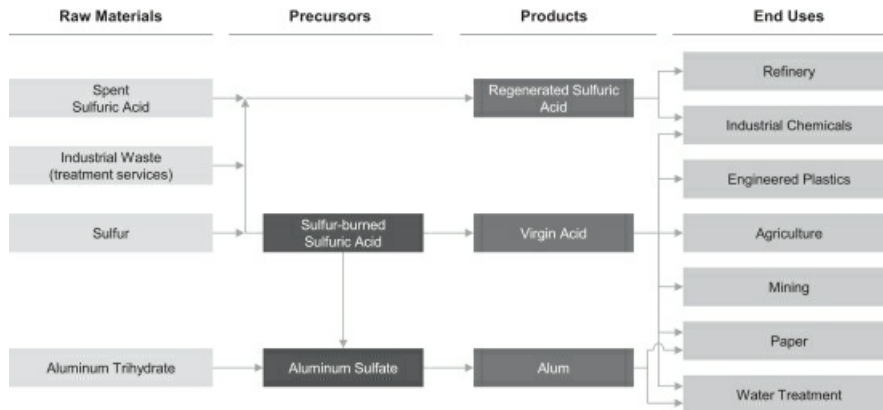 Raw Materials
Precursors
Products
End Uses
Spent
Sulfuric Acid
Industrial Waste
(treatment services)
Sulfur
Aluminum Trihydrate
Sulfur-burned
Sulfuric Acid
Aluminum Sulfate
Regenerated Sulfuric
Acid
Virgin Acid
Alum
Refinery
Industrial Chemicals
Engineered Plastics
Agriculture
Mining
Paper
Water Treatment